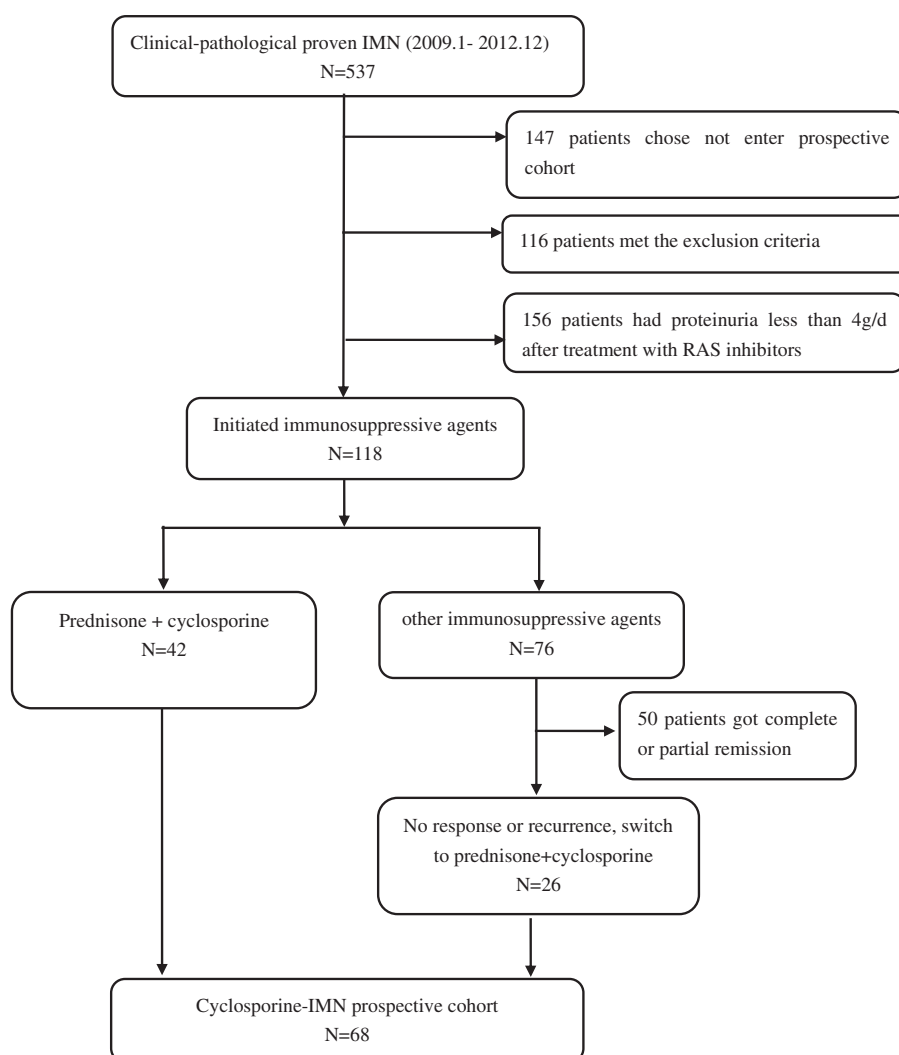 Clinical-pathological proven IMN (2009.1- 2012.12)
N=537
147 patients chose not enter prospective
cohort
116 patients met the exclusion criteria
156 patients had proteinuria less than 4g/d
after treatment with RAS inhibitors
Initiated immunosuppressive agents
N=118
Prednisone + cyclosporine
N=42
other immunosuppressive agents
N=76
50 patients got complete
or partial remission
No response or recurrence, switch
to prednisone+cyclosporine
N=26
Cyclosporine-IMN prospective cohort
N=68